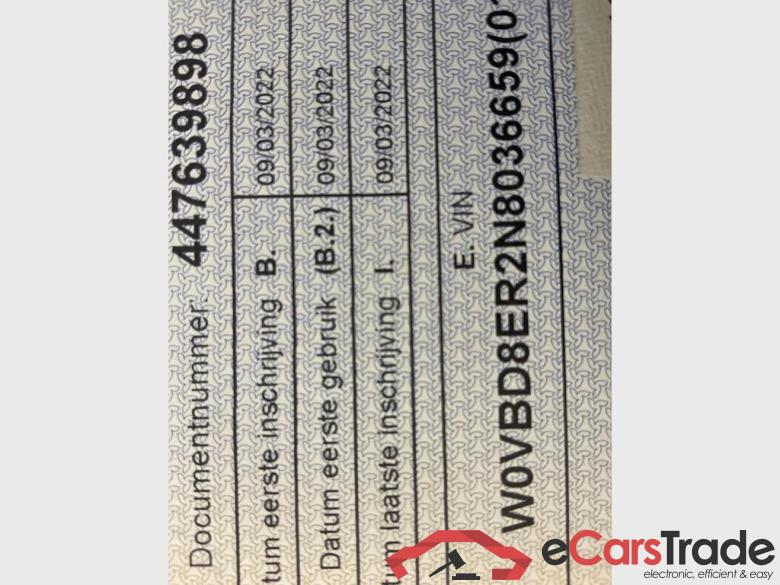 Documentnummer: 447639898
tum eerste inschrijving B. 09/03/2022
Datum eerste gebruik (B.2.) 09/03/2022
tum laatste inschrijving I. 09/03/2022
E. VIN
W0VBD8ER2N8036659(0
eCarsTrade
electronic, efficient & easy